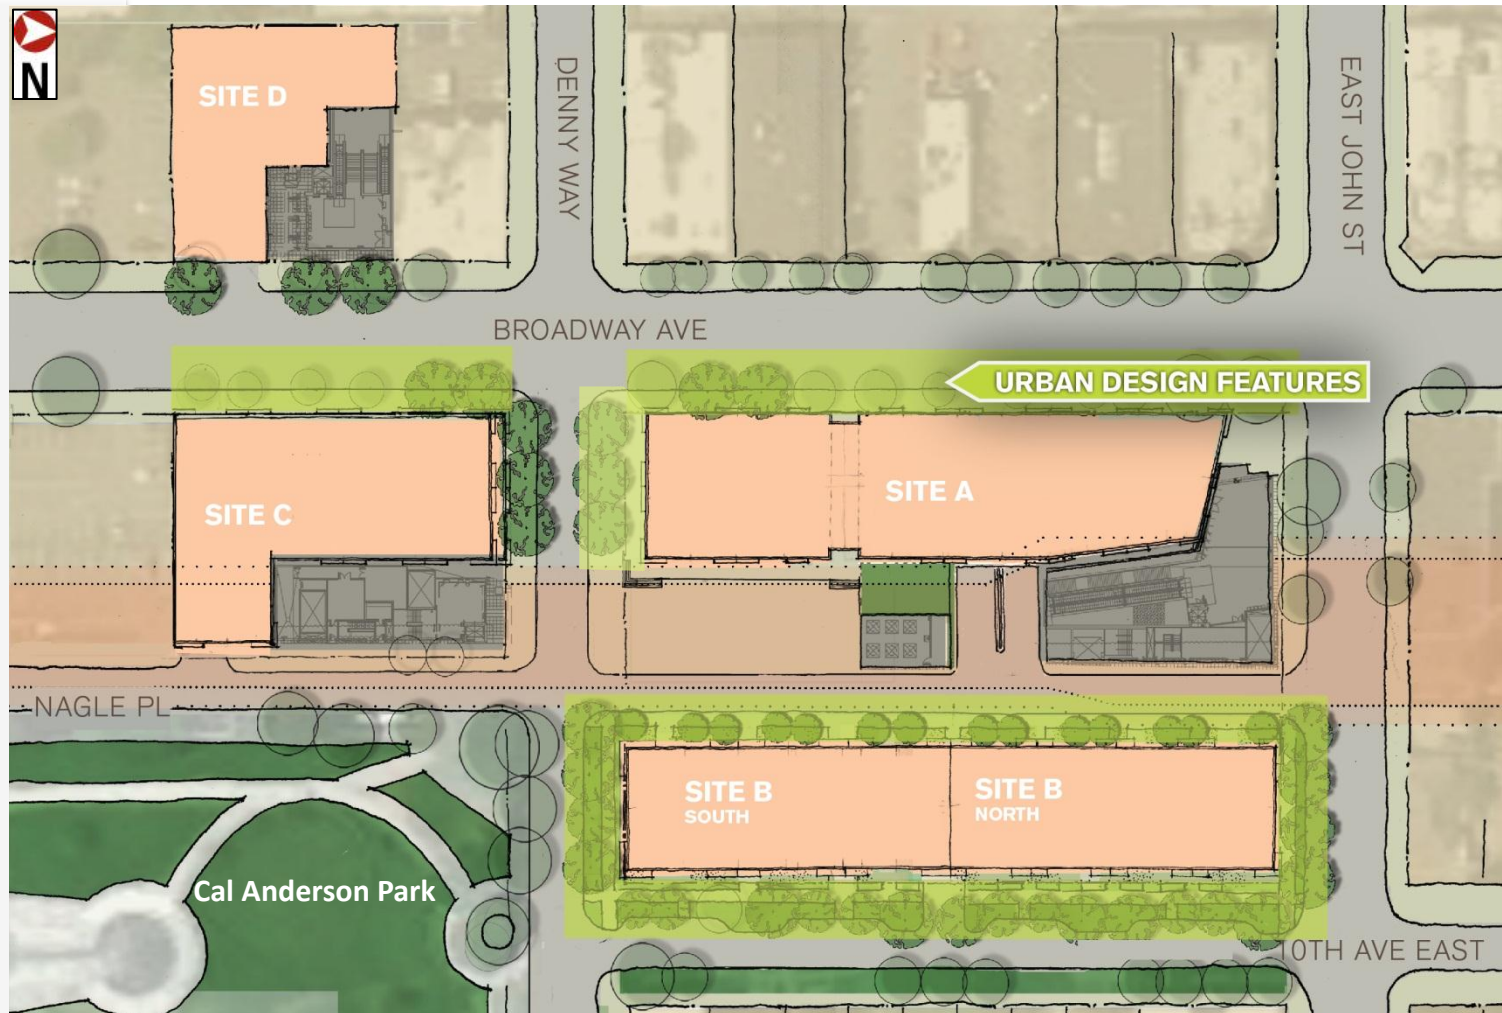 N
SITE D
DENNY WAY
EAST JOHN ST
BROADWAY AVE
URBAN DESIGN FEATURES
SITE C
SITE A
NAGLE PL
SITE B
SOUTH
SITE B
NORTH
Cal Anderson Park
10TH AVE EAST